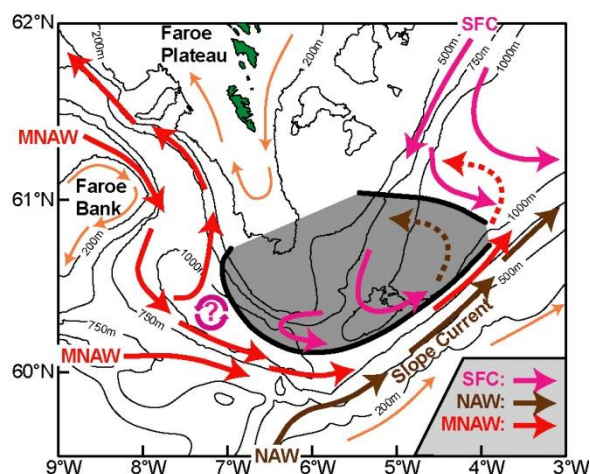 62°N
200m
Faroe
Plateau
200m
SFC
500m
750m
1000m
MNAW
Faroe
Bank
61°N
200m
1000m
1000m
500m
750m
750m
?
MNAW
60°N
Slope Current
200m
NAW
SFC:
NAW:
MNAW:
9°W 8°W 7°W 6°W 5°W 4°W 3°W